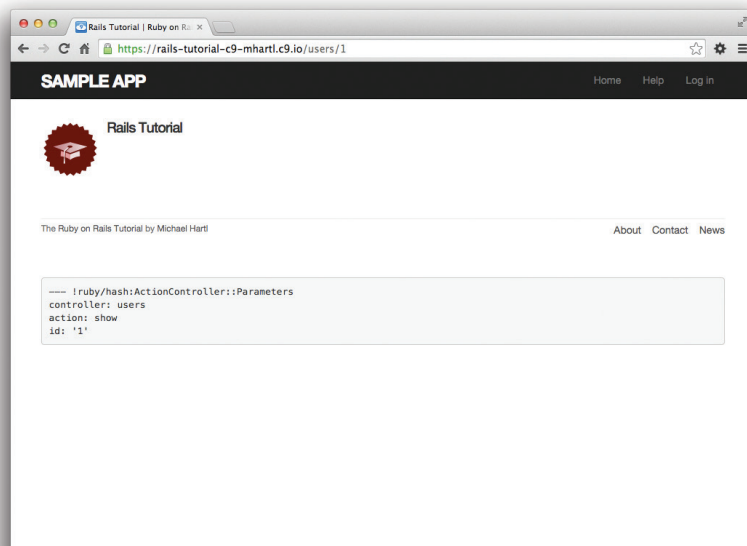 Rails Tutorial | Ruby on Ra
https://rails-tutorial-c9-mhartl.c9.io/users/1
SAMPLE APP
Home Help Log in
Rails Tutorial
The Ruby on Rails Tutorial by Michael Hartl
About Contact News
--- !ruby/hash:ActionController::Parameters
controller: users
action: show
id: '1'